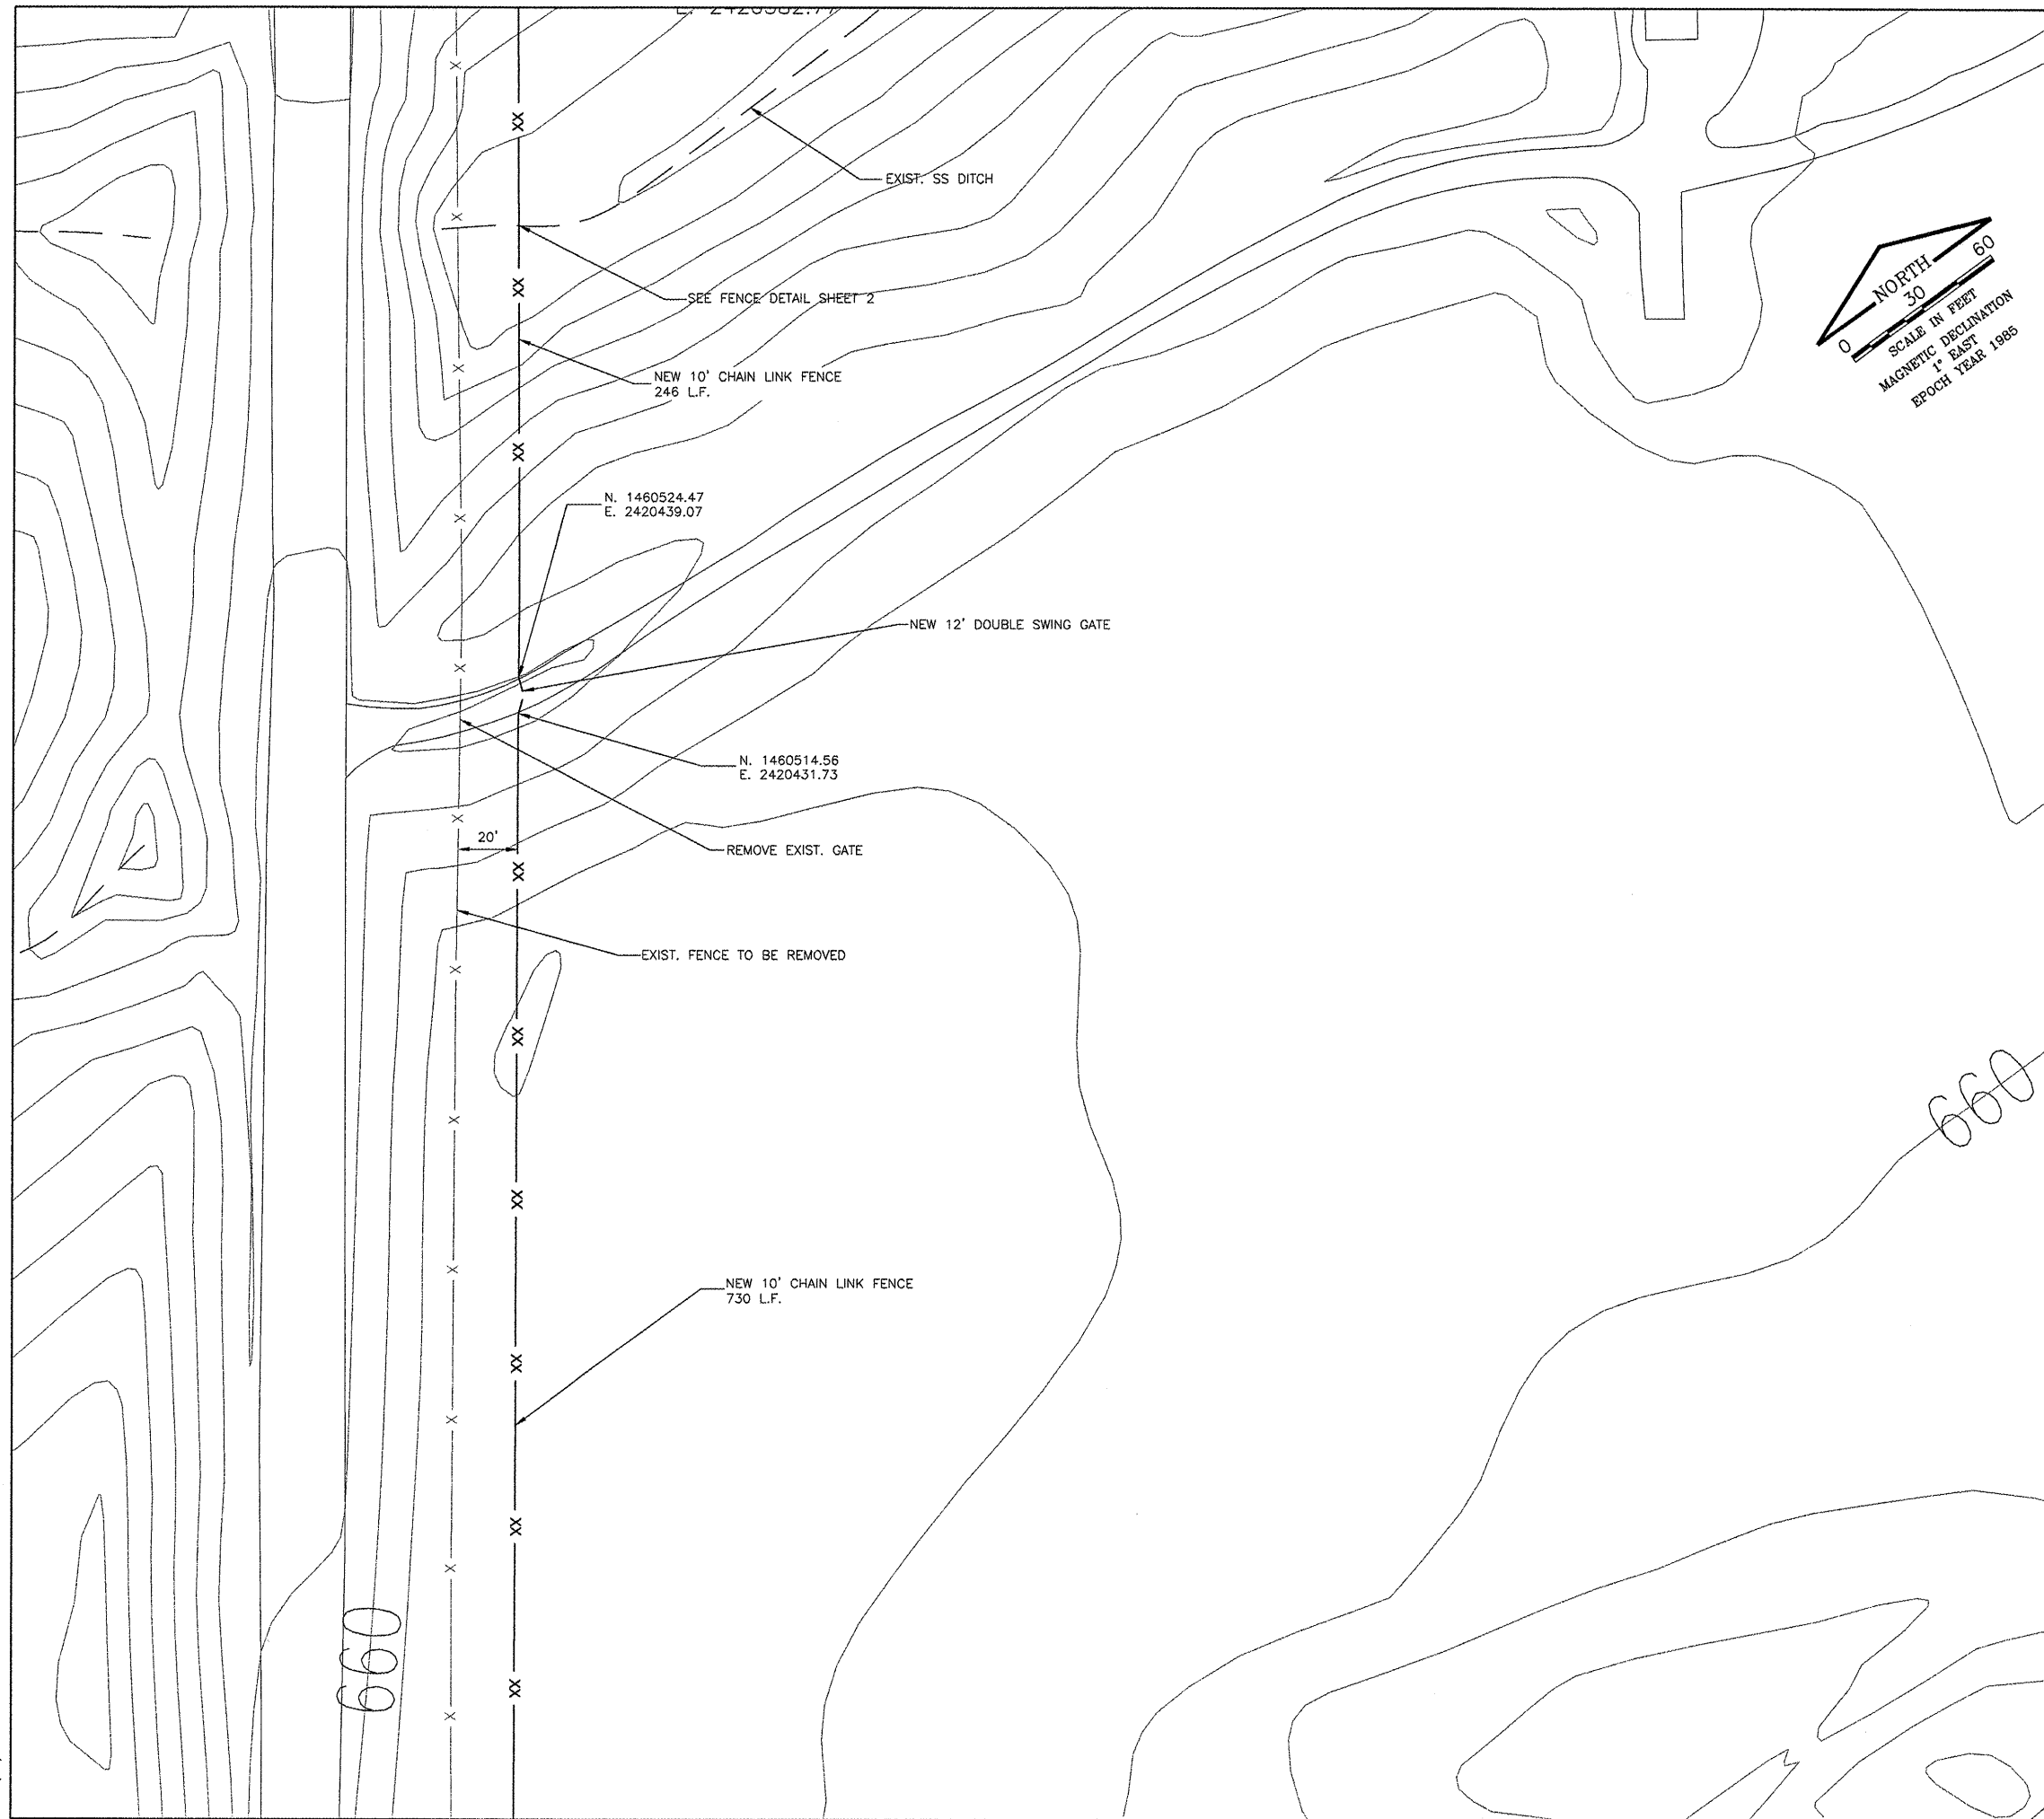 EXIST. SS DITCH
NORTH
0 30 60
SCALE IN FEET
MAGNETIC DECLINATION
1° EAST
EPOCH YEAR 1985
SEE FENCE DETAIL SHEET 2
NEW 10' CHAIN LINK FENCE
246 L.F.
N. 1460524.47
E. 2420439.07
NEW 12' DOUBLE SWING GATE
N. 1460514.56
E. 2420431.73
20'
REMOVE EXIST. GATE
EXIST. FENCE TO BE REMOVED
660
NEW 10' CHAIN LINK FENCE
730 L.F.
660